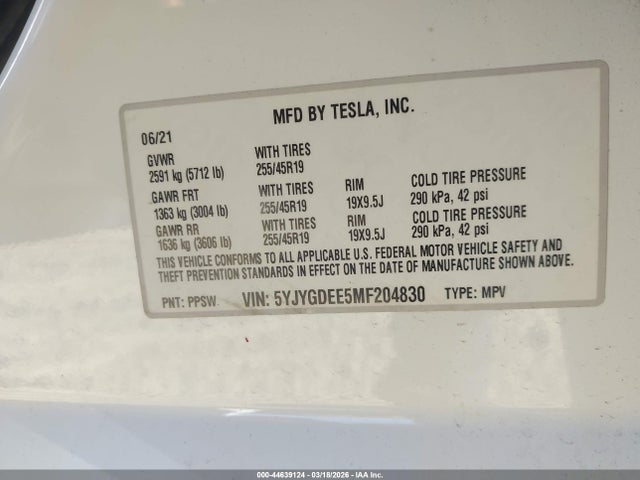 MFD BY TESLA, INC.
06/21
GVWR WITH TIRES
2591 kg (5712 lb) 255/45R19
GAWR FRT WITH TIRES RIM COLD TIRE PRESSURE
1363 kg (3004 lb) 255/45R19 19X9.5J 290 kPa, 42 psi
GAWR RR WITH TIRES RIM COLD TIRE PRESSURE
1636 kg (3606 lb) 255/45R19 19X9.5J 290 kPa, 42 psi
THIS VEHICLE CONFORMS TO ALL APPLICABLE U.S. FEDERAL MOTOR VEHICLE SAFETY AND
THEFT PREVENTION STANDARDS IN EFFECT ON THE DATE OF MANUFACTURE SHOWN ABOVE.
PNT: PPSW VIN: 5YJYGDEE5MF204830 TYPE: MPV
000-44639124 | 03/18/2026 | IAA Inc.